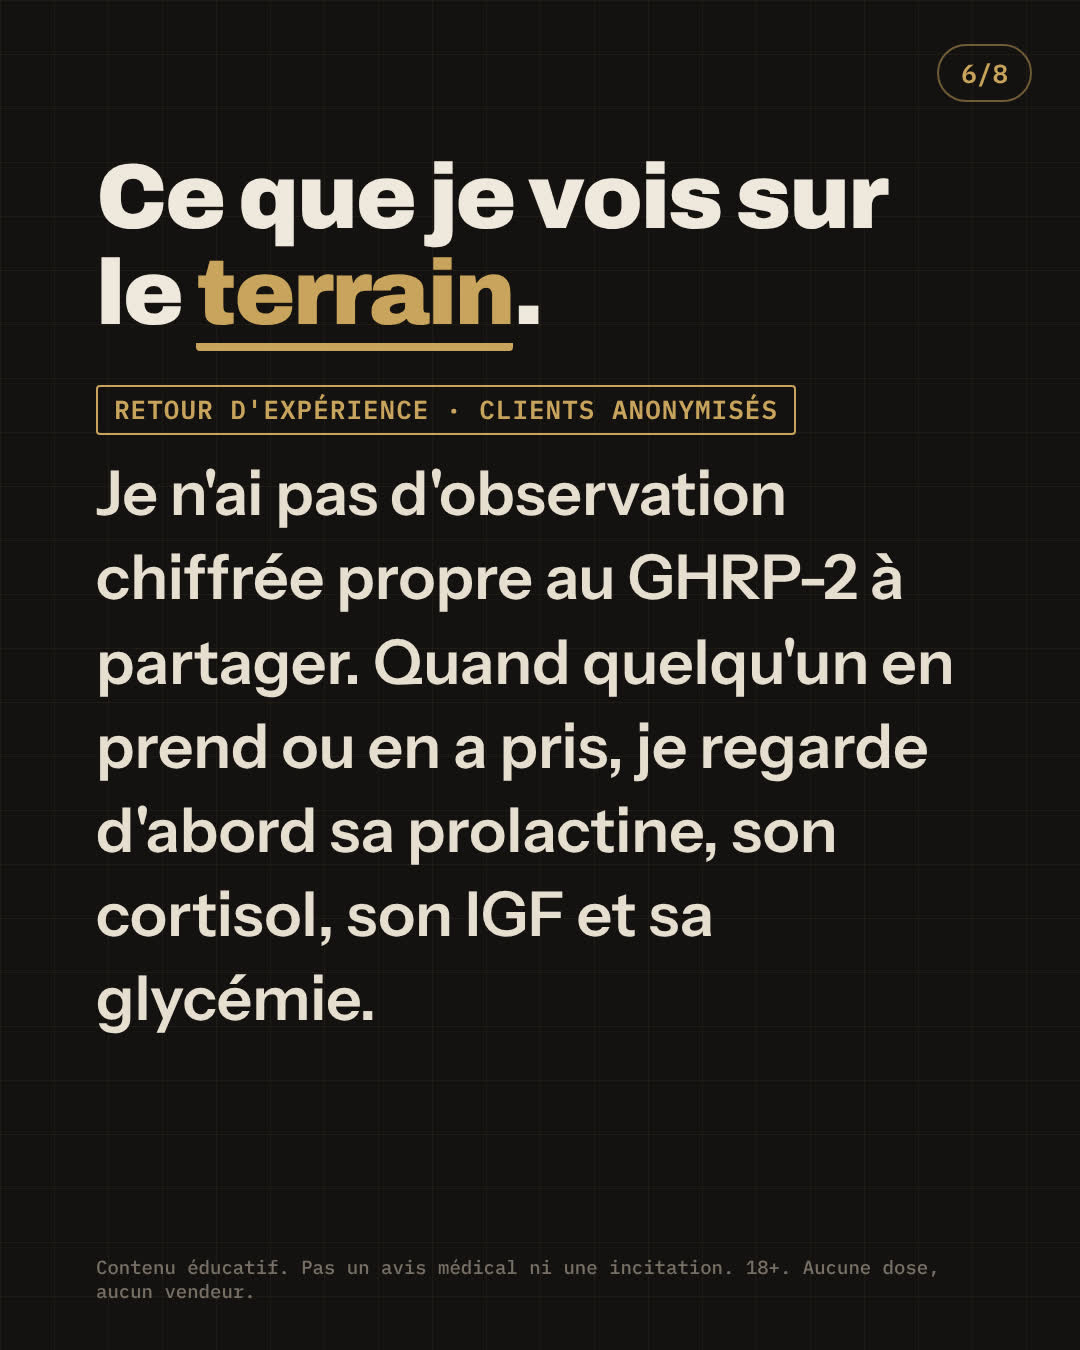 6/8
Ce que je vois sur
le terrain.
RETOUR D'EXPÉRIENCE · CLIENTS ANONYMISÉS
Je n'ai pas d'observation
chiffrée propre au GHRP-2 à
partager. Quand quelqu'un en
prend ou en a pris, je regarde
d'abord sa prolactine, son
cortisol, son IGF et sa
glycémie.
Contenu éducatif. Pas un avis médical ni une incitation. 18+. Aucune dose,
aucun vendeur.